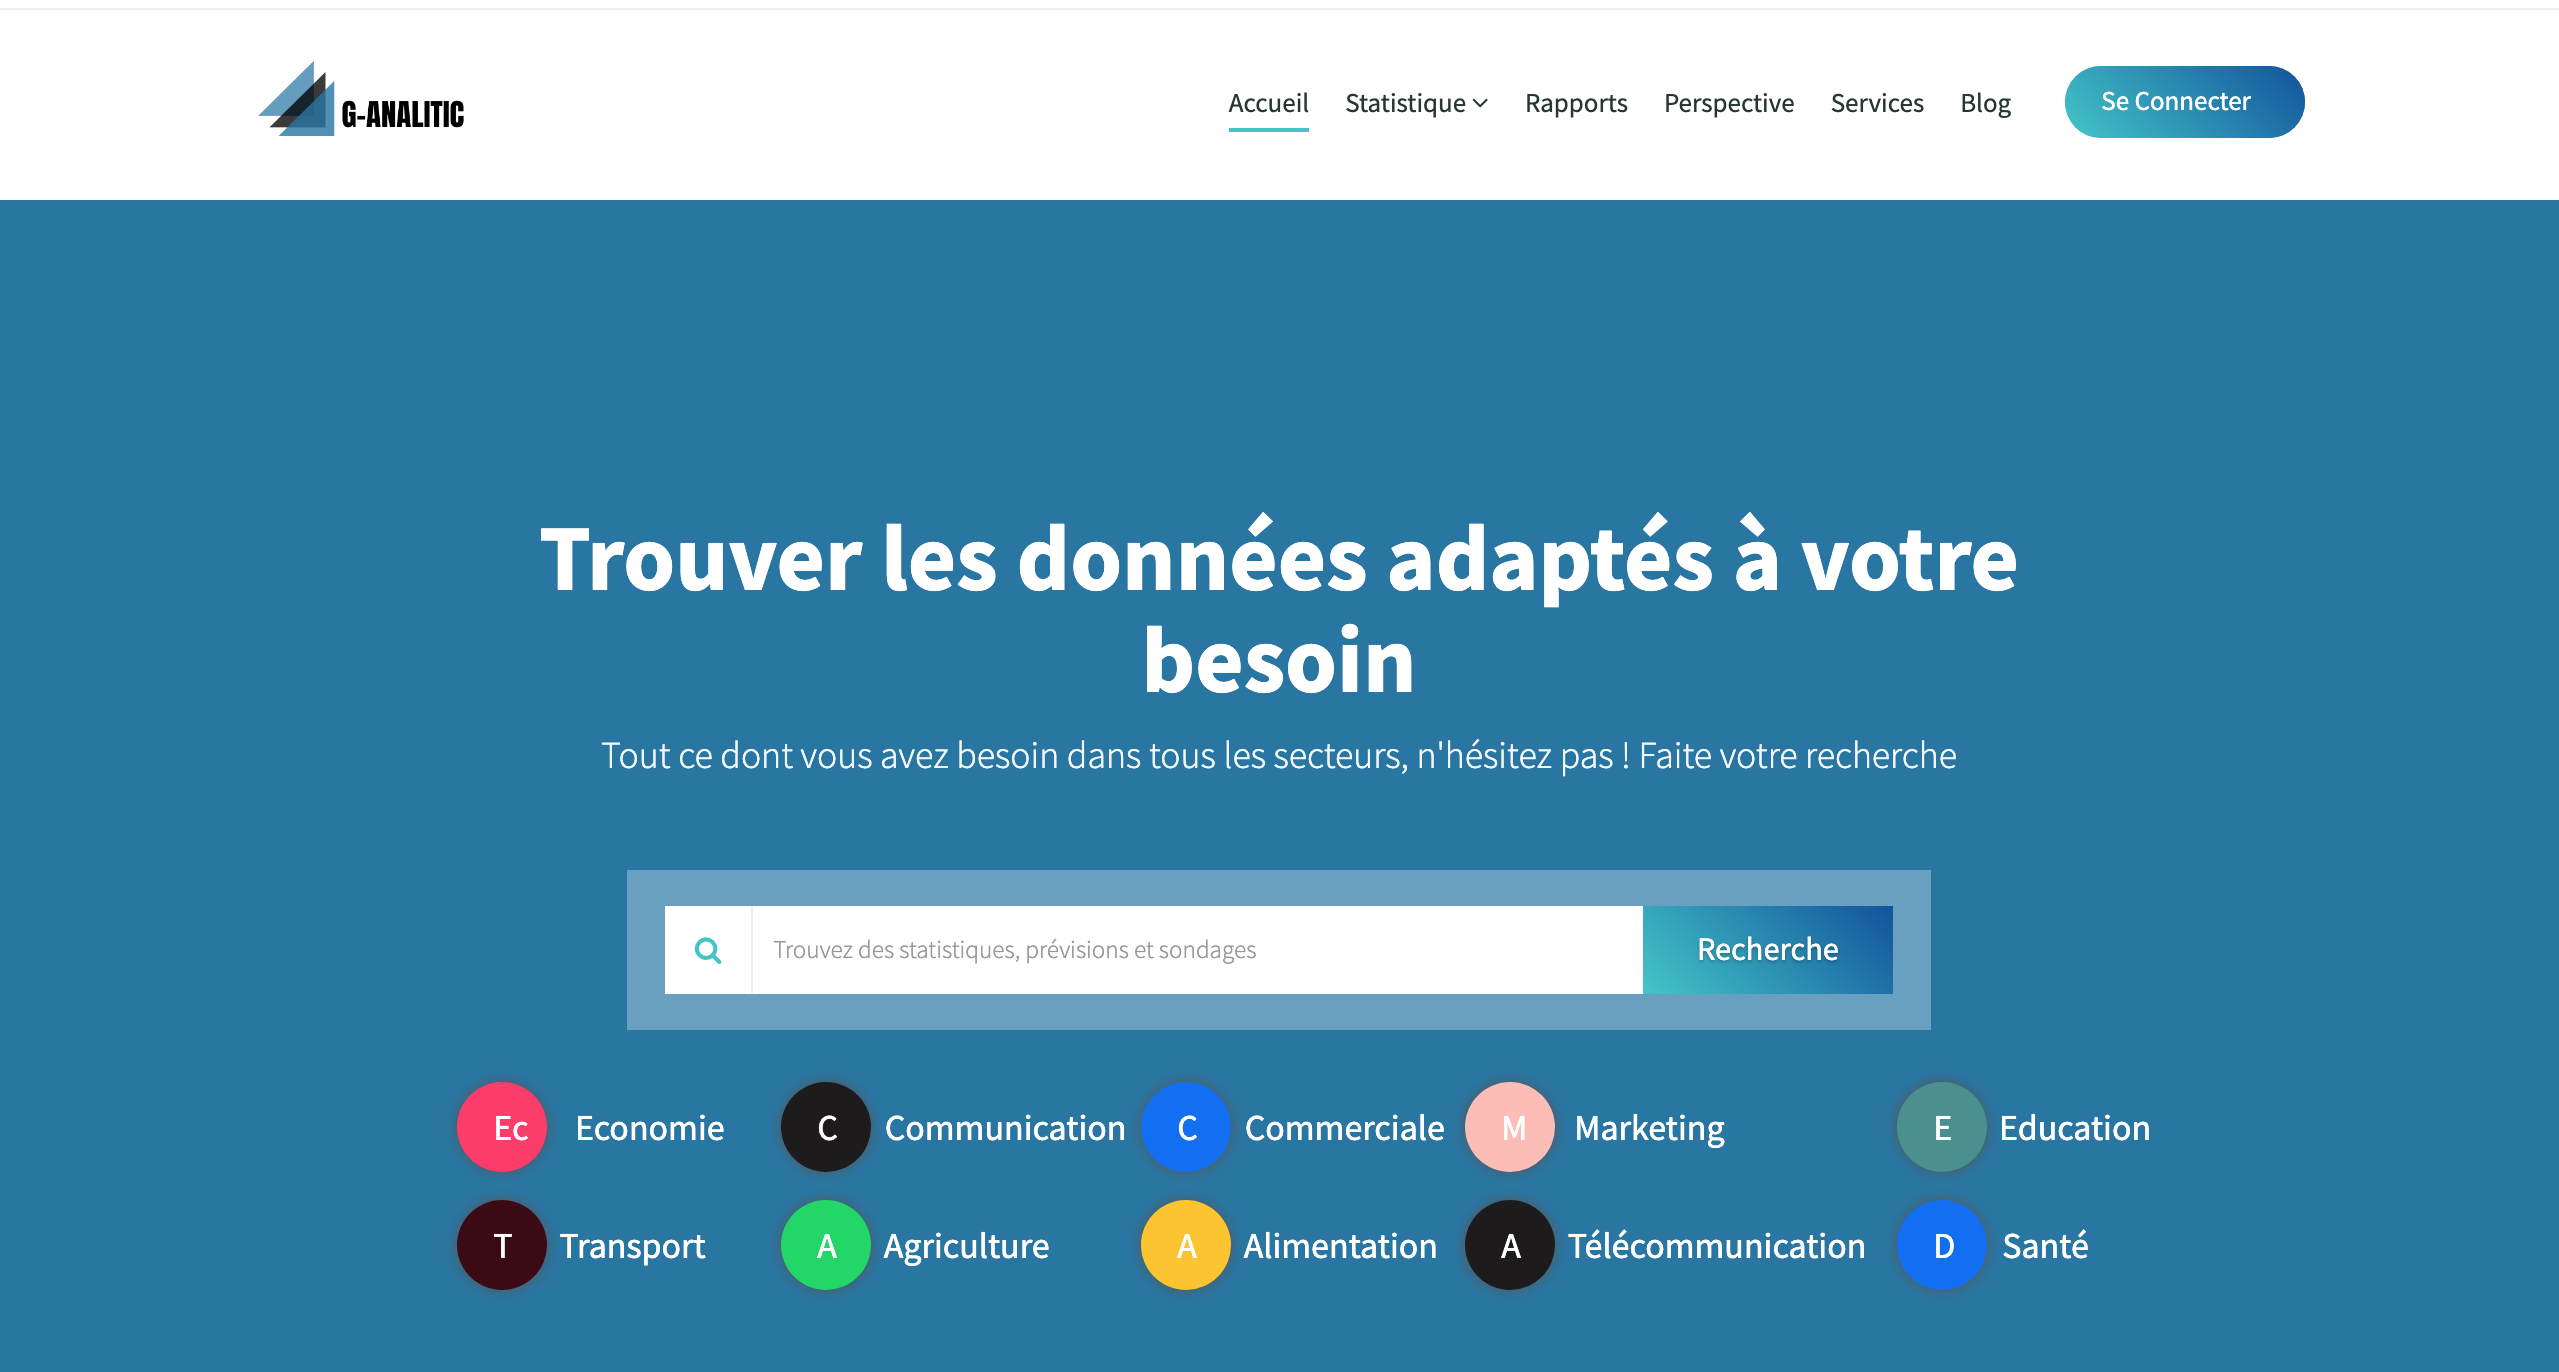 G-ANALITIC
Accueil Statistique Rapports Perspective Services Blog Se Connecter
Trouver les données adaptés à votre
besoin
Tout ce dont vous avez besoin dans tous les secteurs, n'hésitez pas ! Faite votre recherche
Trouvez des statistiques, prévisions et sondages Recherche
Ec Economie C Communication C Commerciale M Marketing E Education
T Transport A Agriculture A Alimentation A Télécommunication D Santé